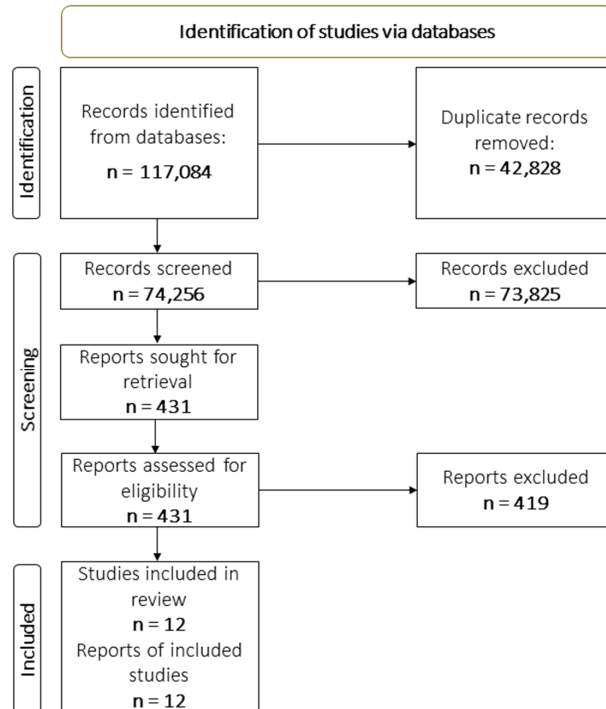 Identification of studies via databases
Identification
Records identified
from databases:
n = 117,084
Duplicate records
removed:
n = 42,828
Screening
Records screened
n = 74,256
Records excluded
n = 73,825
Reports sought for
retrieval
n = 431
Reports assessed for
eligibility
n = 431
Reports excluded
n = 419
Included
Studies included in
review
n = 12
Reports of included
studies
n = 12